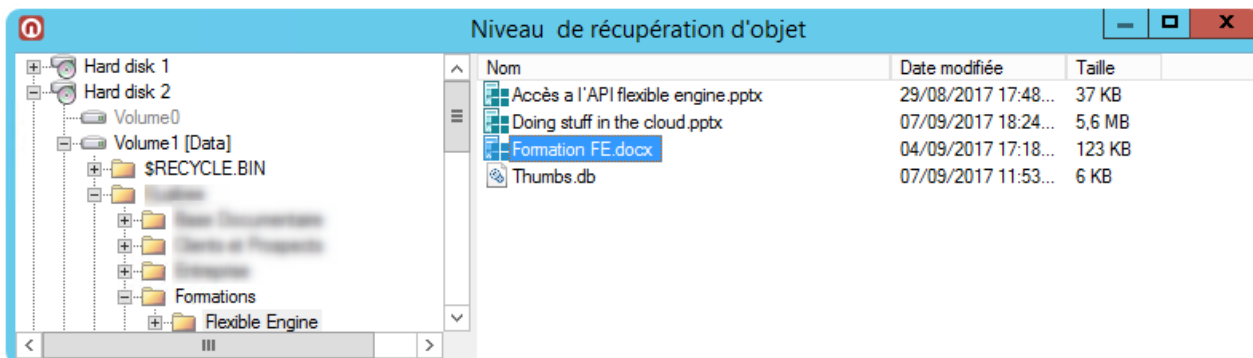 Niveau de récupération d'objet
Hard disk 1
Hard disk 2
Volume0
Volume1 [Data]
$RECYCLE.BIN
Formations
Flexible Engine
Nom Date modifiée Taille
Accès a l'API flexible engine.pptx 29/08/2017 17:48... 37 KB
Doing stuff in the cloud.pptx 07/09/2017 18:24... 5,6 MB
Formation FE.docx 04/09/2017 17:18... 123 KB
Thumbs.db 07/09/2017 11:53... 6 KB